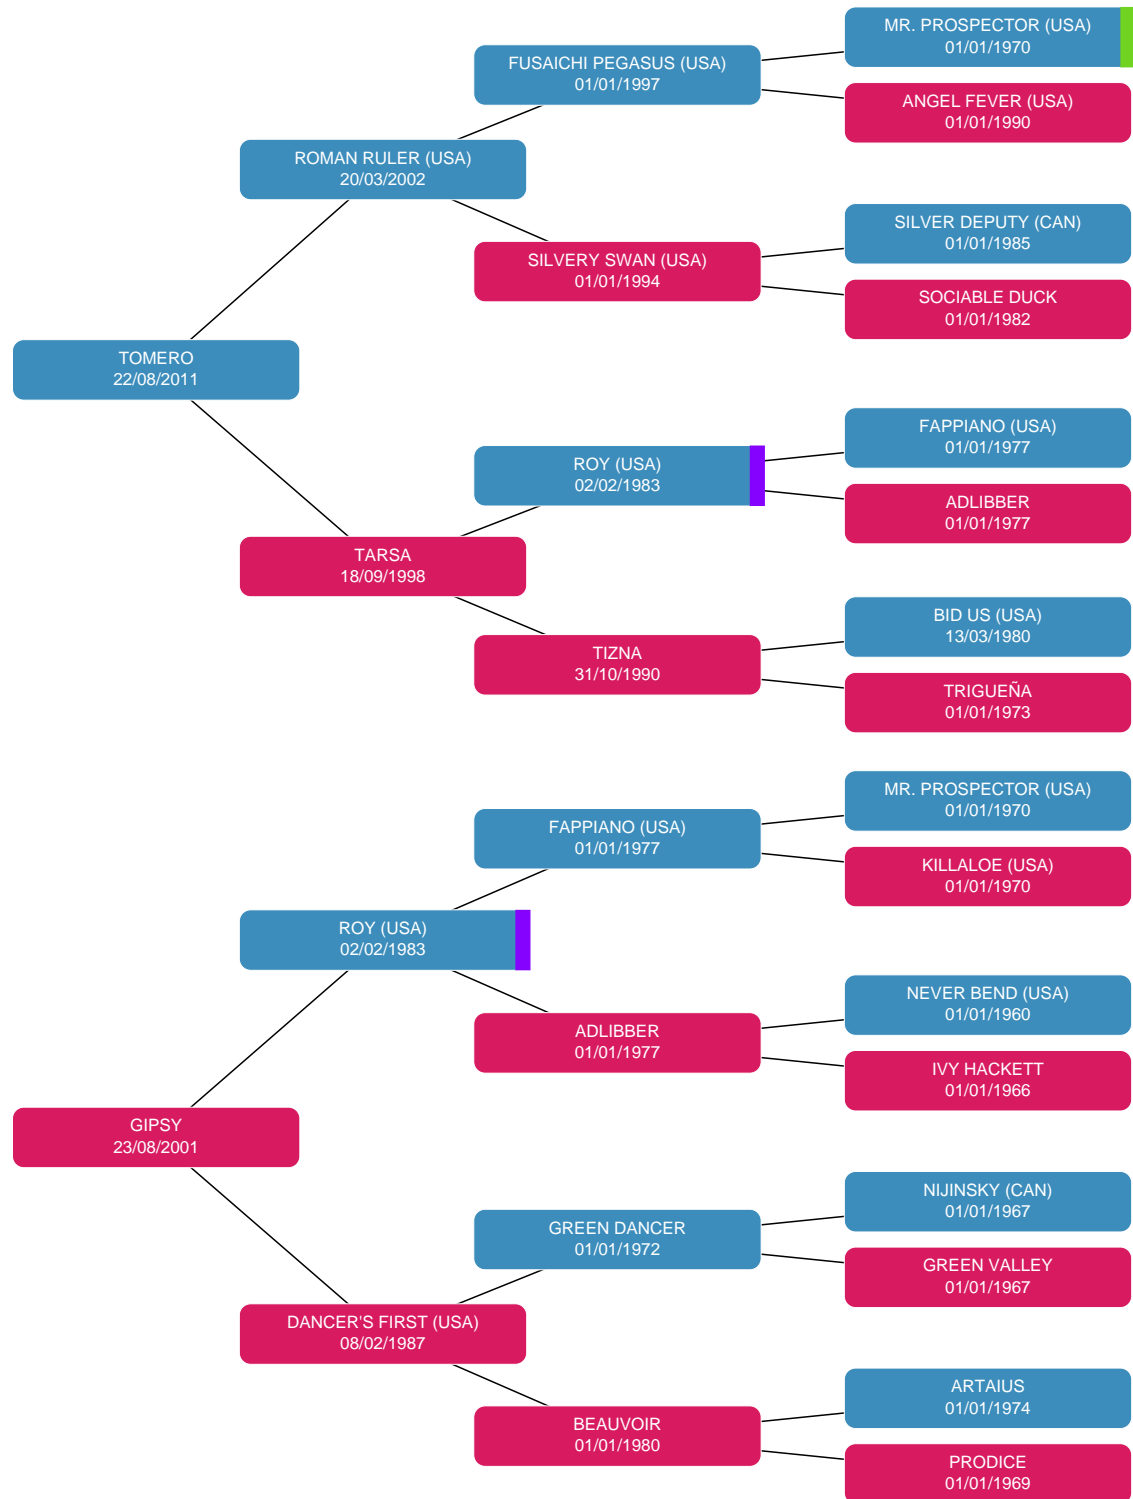 MR. PROSPECTOR (USA)
01/01/1970
FUSAICHI PEGASUS (USA)
01/01/1997
ANGEL FEVER (USA)
01/01/1990
ROMAN RULER (USA)
20/03/2002
SILVER DEPUTY (CAN)
01/01/1985
SILVERY SWAN (USA)
01/01/1994
SOCIABLE DUCK
01/01/1982
TOMERO
22/08/2011
FAPPIANO (USA)
01/01/1977
ROY (USA)
02/02/1983
ADLIBBER
01/01/1977
TARSA
18/09/1998
BID US (USA)
13/03/1980
TIZNA
31/10/1990
TRIGUEÑA
01/01/1973
MR. PROSPECTOR (USA)
01/01/1970
FAPPIANO (USA)
01/01/1977
KILLALOE (USA)
01/01/1970
ROY (USA)
02/02/1983
NEVER BEND (USA)
01/01/1960
ADLIBBER
01/01/1977
IVY HACKETT
01/01/1966
GIPSY
23/08/2001
NIJINSKY (CAN)
01/01/1967
GREEN DANCER
01/01/1972
GREEN VALLEY
01/01/1967
DANCER'S FIRST (USA)
08/02/1987
ARTAIUS
01/01/1974
BEAUVOIR
01/01/1980
PRODICE
01/01/1969